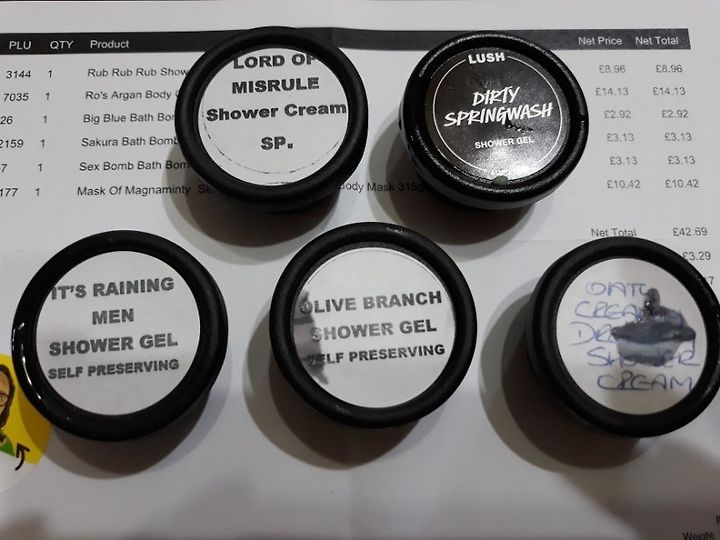 PLU QTY Product Net Price Net Total
3144 1 Rub Rub Rub Show £8.96 £8.96
7035 1 Ro's Argan Body £14.13 £14.13
26 1 Big Blue Bath Bom £2.92 £2.92
2159 1 Sakura Bath Bomb £3.13 £3.13
7 1 Sex Bomb Bath Bom £3.13 £3.13
177 1 Mask Of Magnaminty Se Body Mask 315g £10.42 £10.42
Net Total £42.69
£3.29
LORD OF
MISRULE
Shower Cream
SP.
LUSH
DIRTY
SPRINGWASH
SHOWER GEL
IT'S RAINING
MEN
SHOWER GEL
SELF PRESERVING
OLIVE BRANCH
SHOWER GEL
SELF PRESERVING
CREAM
SHOWER
CREAM
Weight: